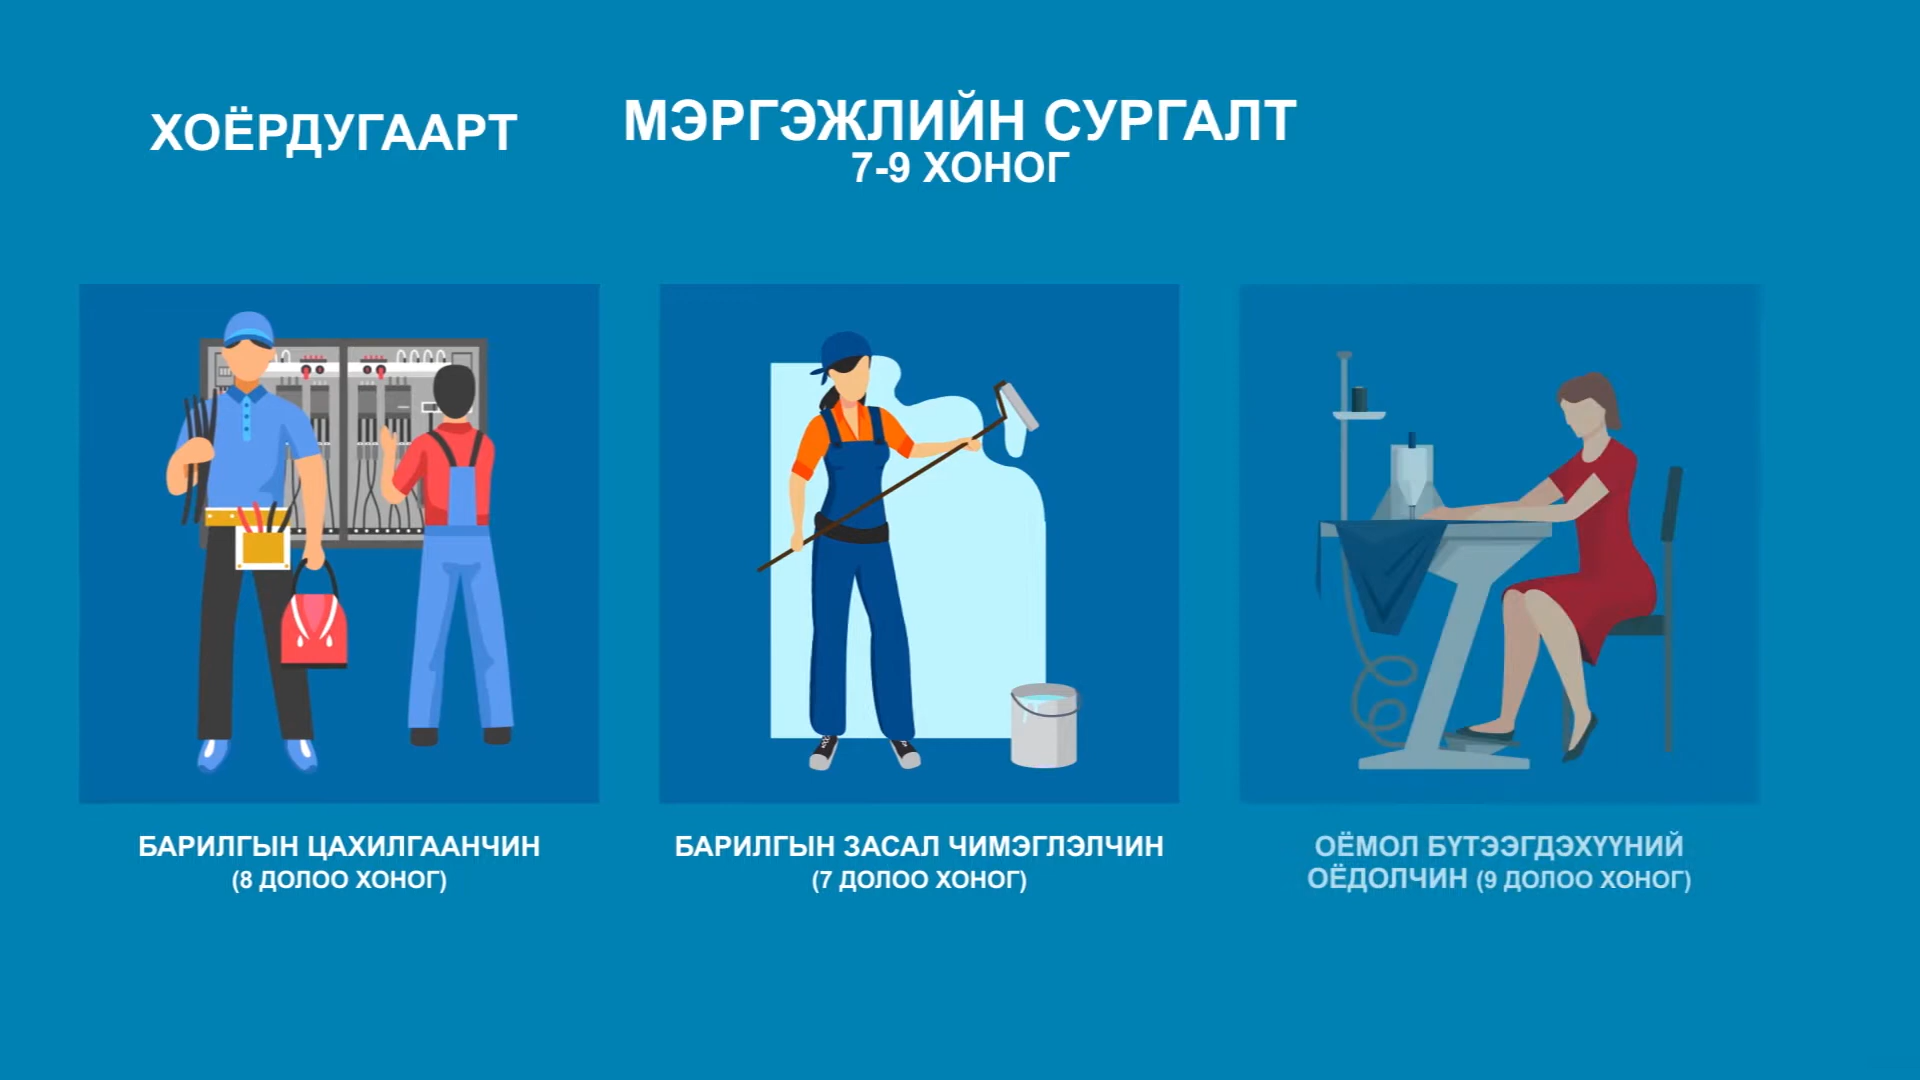 ХОЁРДУГААРТ
МЭРГЭЖЛИЙН СУРГАЛТ
7-9 ХОНОГ
БАРИЛГЫН ЦАХИЛГААНЧИН
(8 ДОЛОО ХОНОГ)
БАРИЛГЫН ЗАСАЛ ЧИМЭГЛЭЛЧИН
(7 ДОЛОО ХОНОГ)
ОЁМОЛ БҮТЭЭГДЭХҮҮНИЙ
ОЁДОЛЧИН (9 ДОЛОО ХОНОГ)